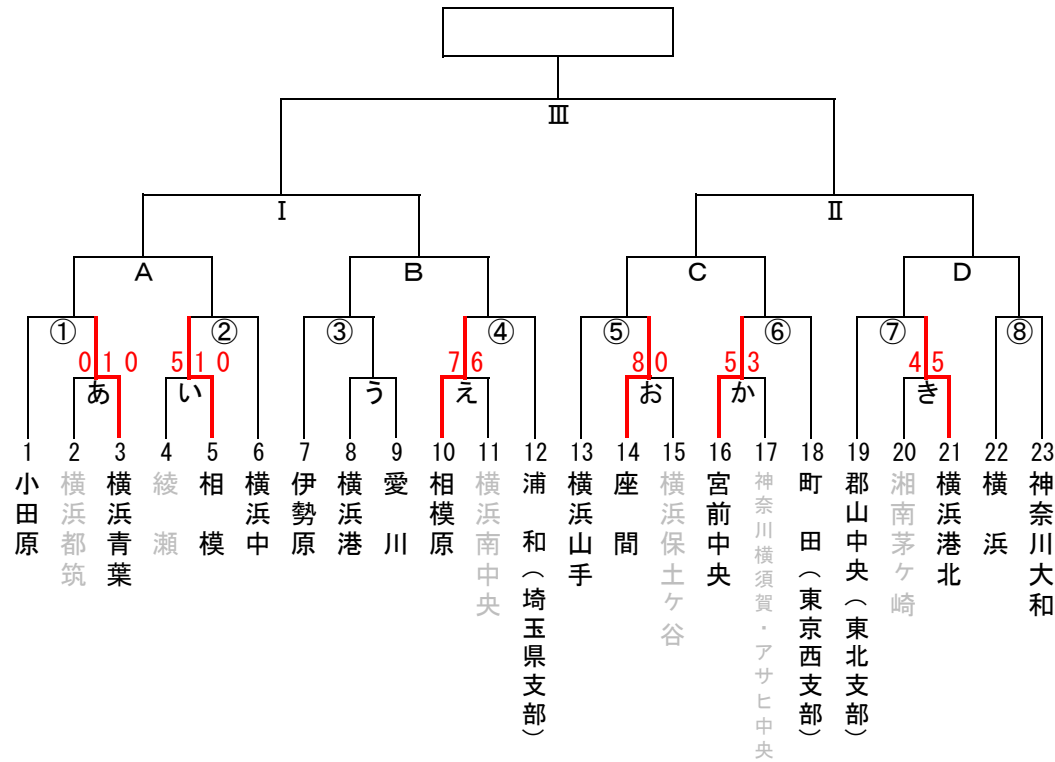 Ⅲ
Ⅰ
Ⅱ
A
B
C
D
①
②
③
④
⑤
⑥
⑦
⑧
0 1 0
5 1 0
7 6
8 0
5 3
4 5
あ
い
う
え
お
か
き
1
2
3
4
5
6
7
8
9
10
11
12
13
14
15
16
17
18
19
20
21
22
23
小田原
横浜都筑
横浜青葉
綾瀬
相模
横浜中
伊勢原
横浜港
愛川
相模原
横浜南中央
浦和(埼玉県支部)
横浜山手
座間
横浜保土ケ谷
宮前中央
神奈川横須賀・アサヒ中央
町田(東京西支部)
郡山中央(東北支部)
湘南茅ケ崎
横浜港北
横浜
神奈川大和